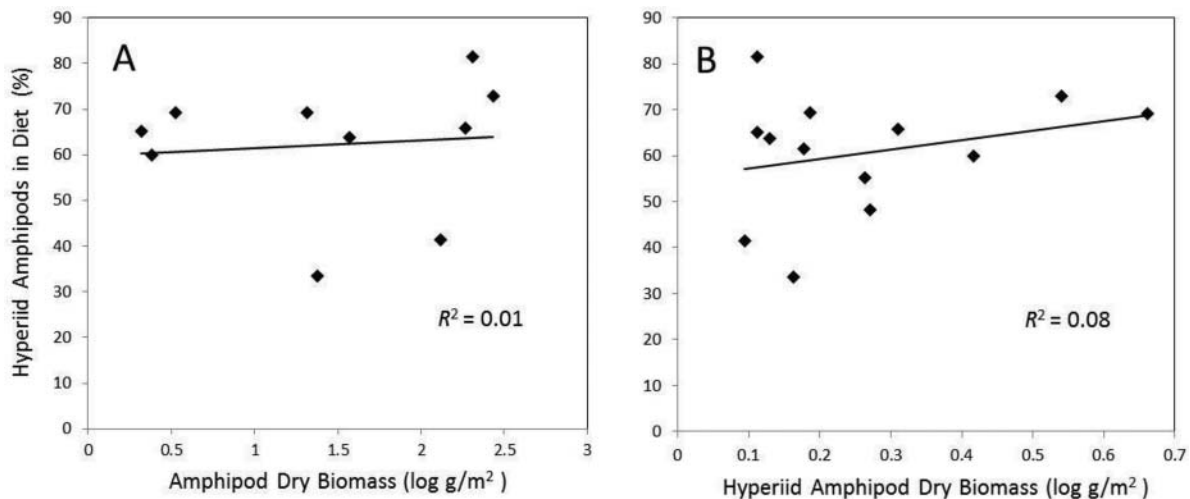 A
Hyperiid Amphipods in Diet (%)
90
80
70
60
50
40
30
20
10
0
R² = 0.01
0 0.5 1 1.5 2 2.5 3
Amphipod Dry Biomass (log g/m²)
B
90
80
70
60
50
40
30
20
10
0
R² = 0.08
0 0.1 0.2 0.3 0.4 0.5 0.6 0.7
Hyperiid Amphipod Dry Biomass (log g/m²)